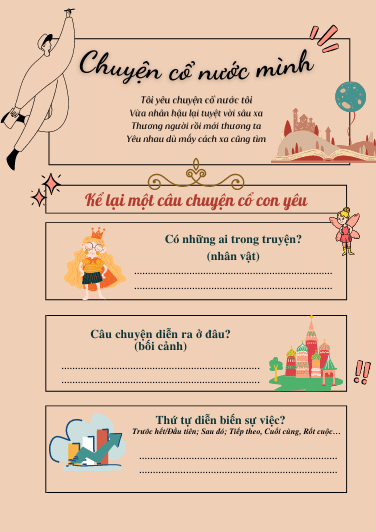 Chuyện cổ nước mình
Tôi yêu chuyện cổ nước tôi
Vừa nhân hậu lại tuyệt vời sâu xa
Thương người rồi mới thương ta
Yêu nhau dù mấy cách xa cũng tìm
Kể lại một câu chuyện cổ con yêu
Có những ai trong truyện?
(nhân vật)
Câu chuyện diễn ra ở đâu?
(bối cảnh)
Thứ tự diễn biến sự việc?
Trước hết/Đầu tiên; Sau đó; Tiếp theo, Cuối cùng, Rốt cuộc...